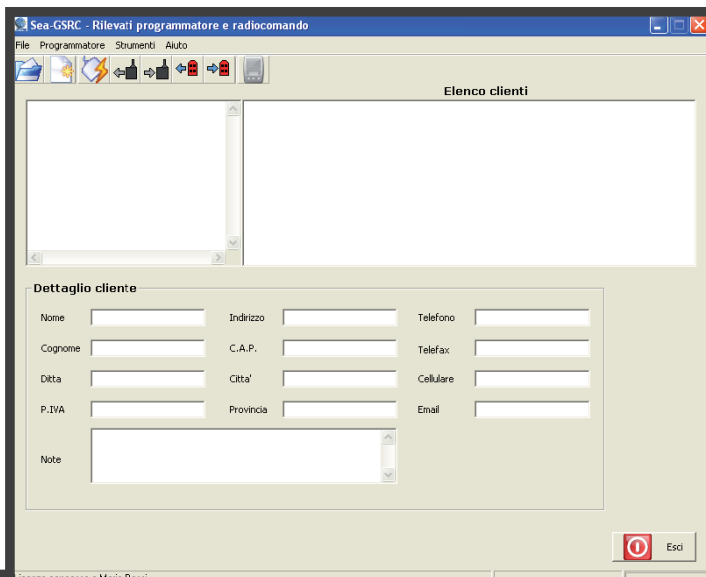 Sea-GSRC - Rilevati programmatore e radiocomando
File Programmatore Strumenti Aiuto
Elenco clienti
Dettaglio cliente
Nome Indirizzo Telefono
Cognome C.A.P. Telefax
Ditta Citta' Cellulare
P.IVA Provincia Email
Note
Esci